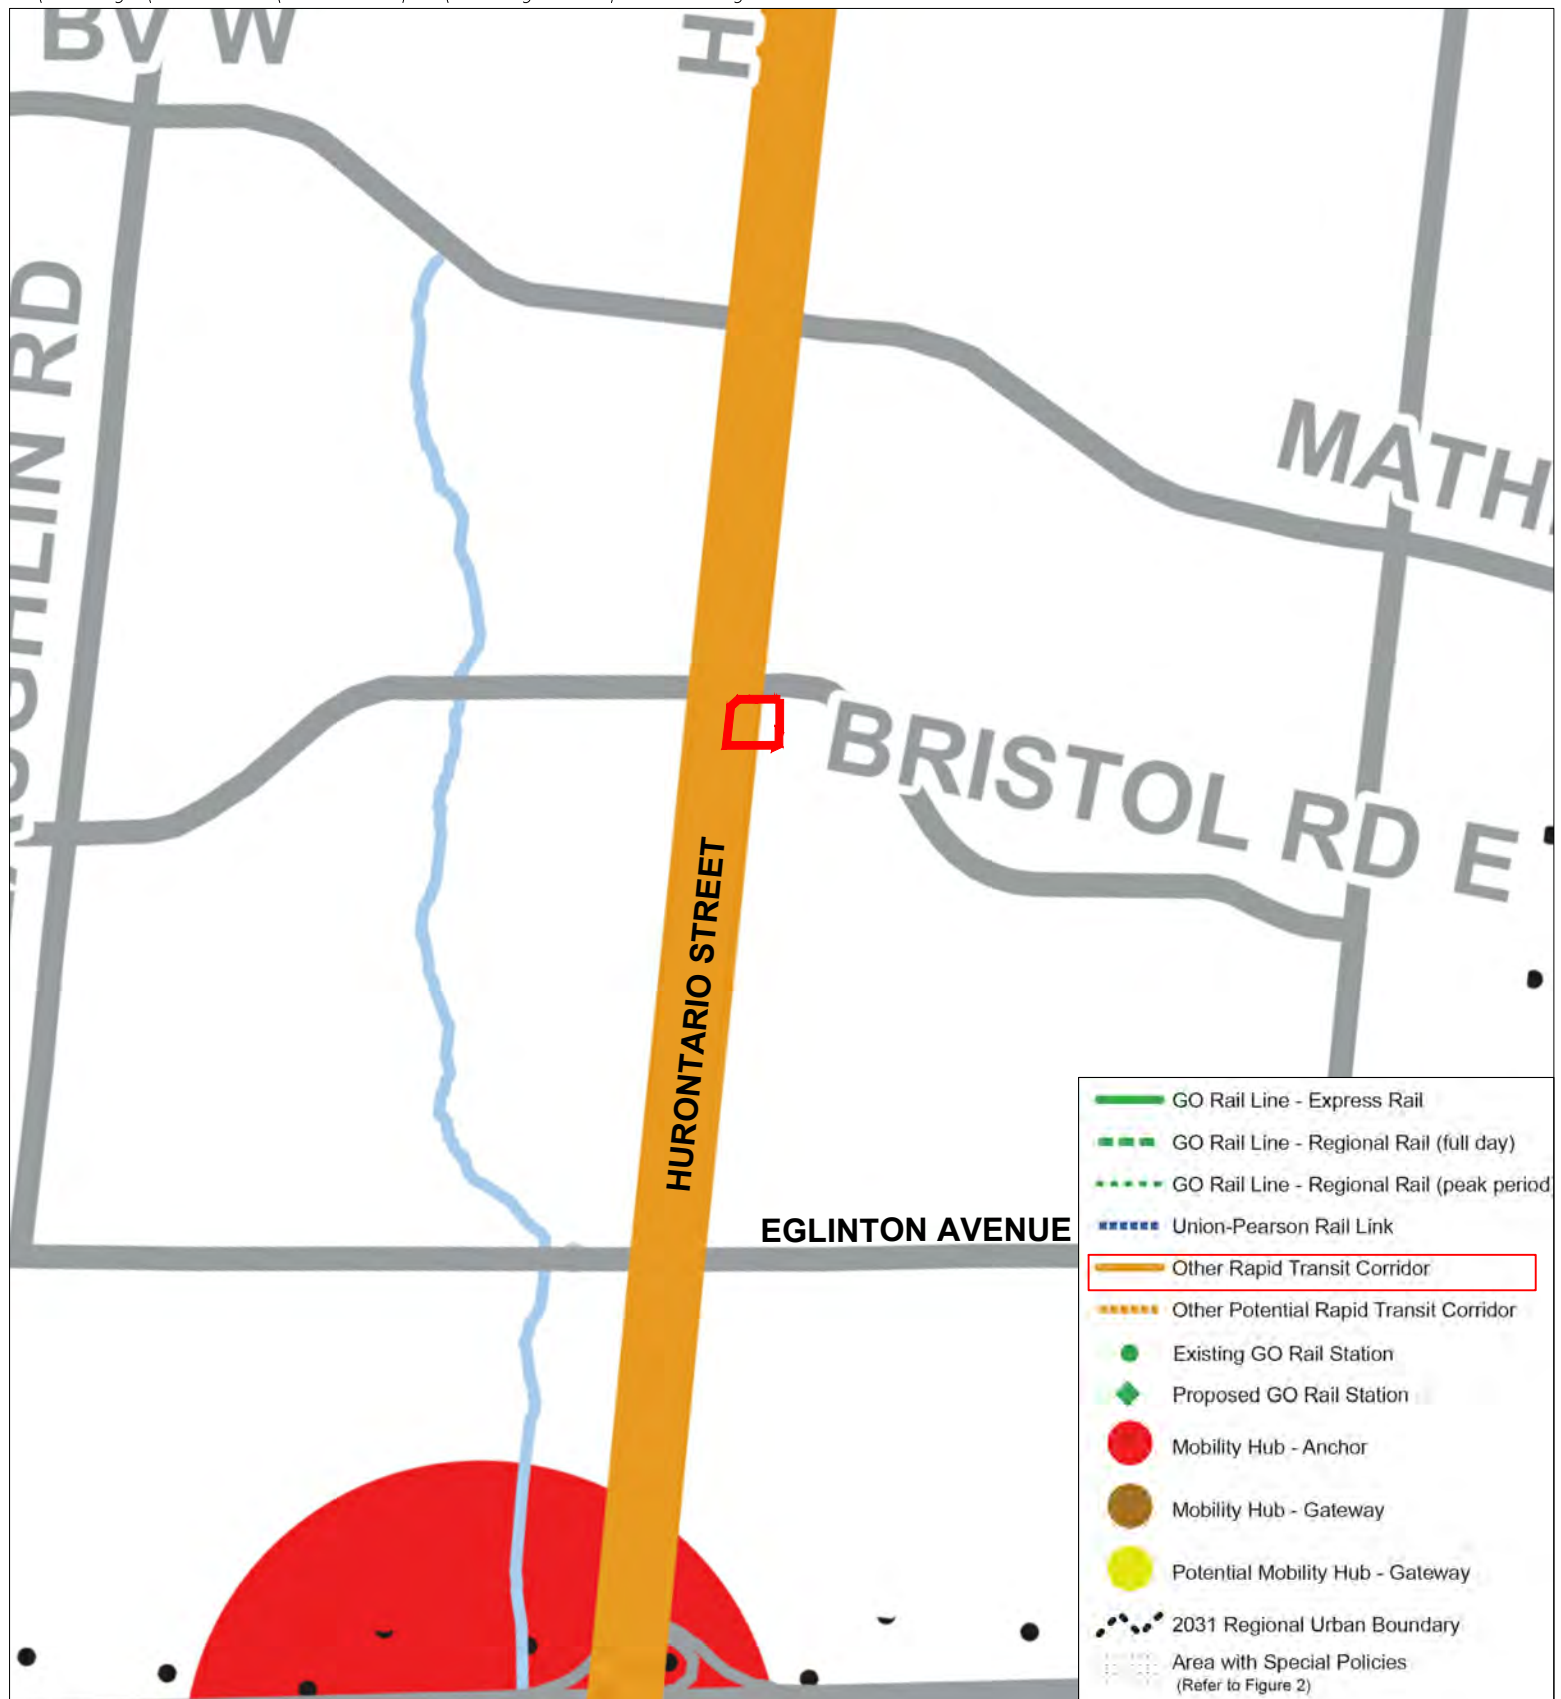 BV W
H
HLIN RD
MATH
BRISTOL RD E
HURONTARIO STREET
EGLINTON AVENUE
GO Rail Line - Express Rail
GO Rail Line - Regional Rail (full day)
GO Rail Line - Regional Rail (peak period)
Union-Pearson Rail Link
Other Rapid Transit Corridor
Other Potential Rapid Transit Corridor
Existing GO Rail Station
Proposed GO Rail Station
Mobility Hub - Anchor
Mobility Hub - Gateway
Potential Mobility Hub - Gateway
2031 Regional Urban Boundary
Area with Special Policies
(Refer to Figure 2)